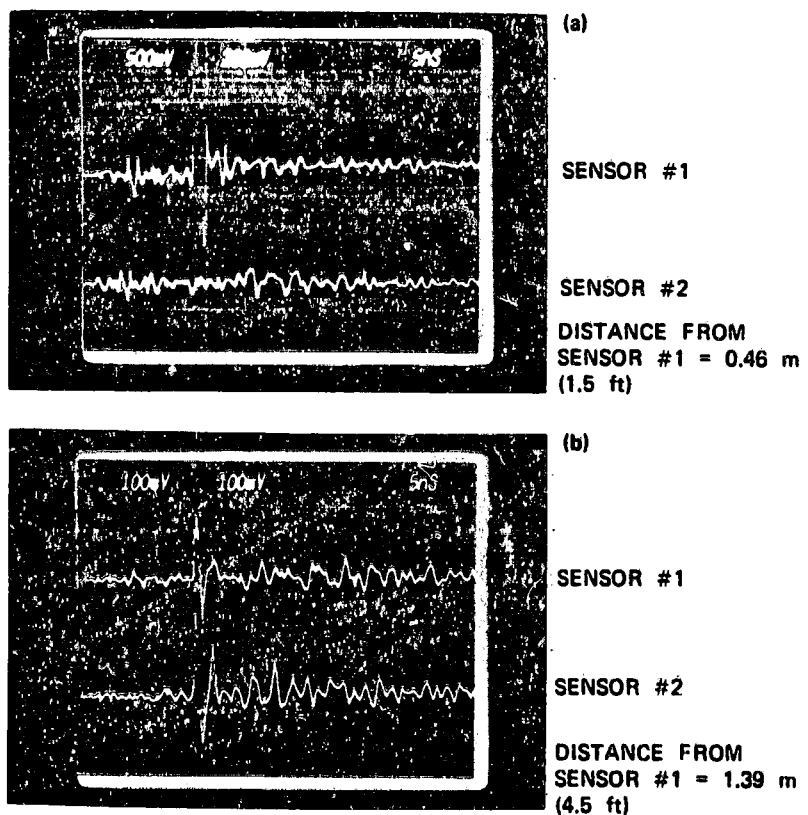 (a)
500mV 5nS
SENSOR #1
SENSOR #2
DISTANCE FROM
SENSOR #1 = 0.46 m
(1.5 ft)
(b)
100mV 100mV 5nS
SENSOR #1
SENSOR #2
DISTANCE FROM
SENSOR #1 = 1.39 m
(4.5 ft)